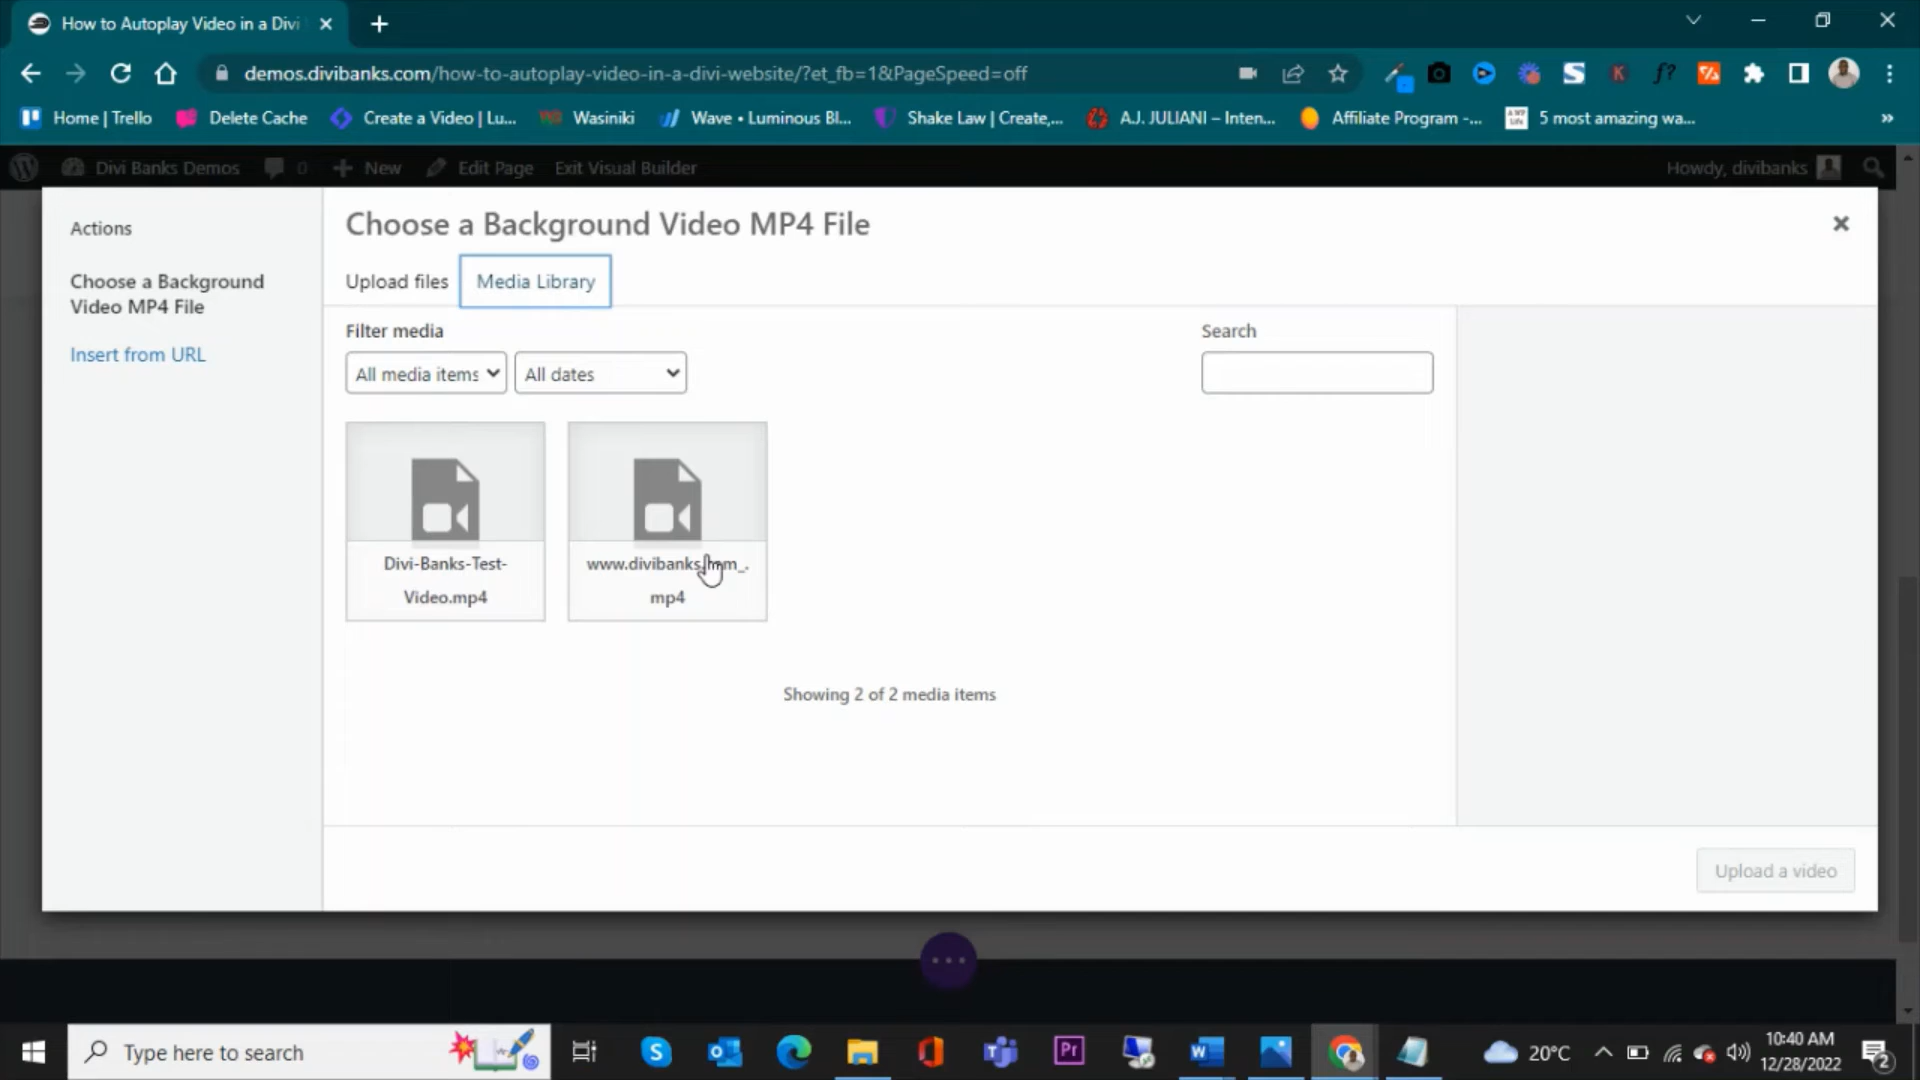 How to Autoplay Video in a Divi
demos.divibanks.com/how-to-autoplay-video-in-a-divi-website/?et_fb=1&PageSpeed=off
Home | Trello
Delete Cache
Create a Video | Lu...
Wasiniki
Wave • Luminous Bl...
Shake Law | Create,...
A.J. JULIANI – Inten...
Affiliate Program -...
5 most amazing wa...
Divi Banks Demos
0
New
Edit Page
Exit Visual Builder
Howdy, divibanks
Actions
Choose a Background
Video MP4 File
Insert from URL
Choose a Background Video MP4 File
Upload files
Media Library
Filter media
All media items
All dates
Search
Divi-Banks-Test-
Video.mp4
mp4
Showing 2 of 2 media items
Upload a video
Type here to search
20°C
10:40 AM
12/28/2022
2